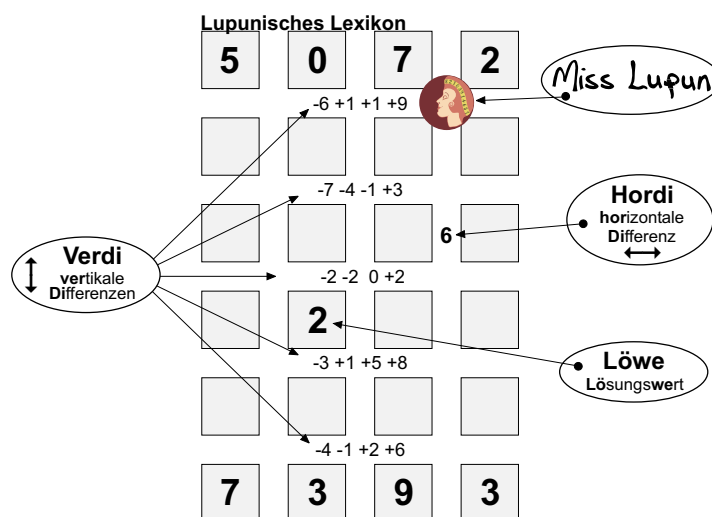 Lupunisches Lexikon
5 0 7 2
Miss Lupun
-6 +1 +1 +9
-7 -4 -1 +3
Hordi
horizontale
Differenz
6
Verdi
vertikale
Differenzen
-2 -2 0 +2
2
Löwe
Lösungswert
-3 +1 +5 +8
-4 -1 +2 +6
7 3 9 3